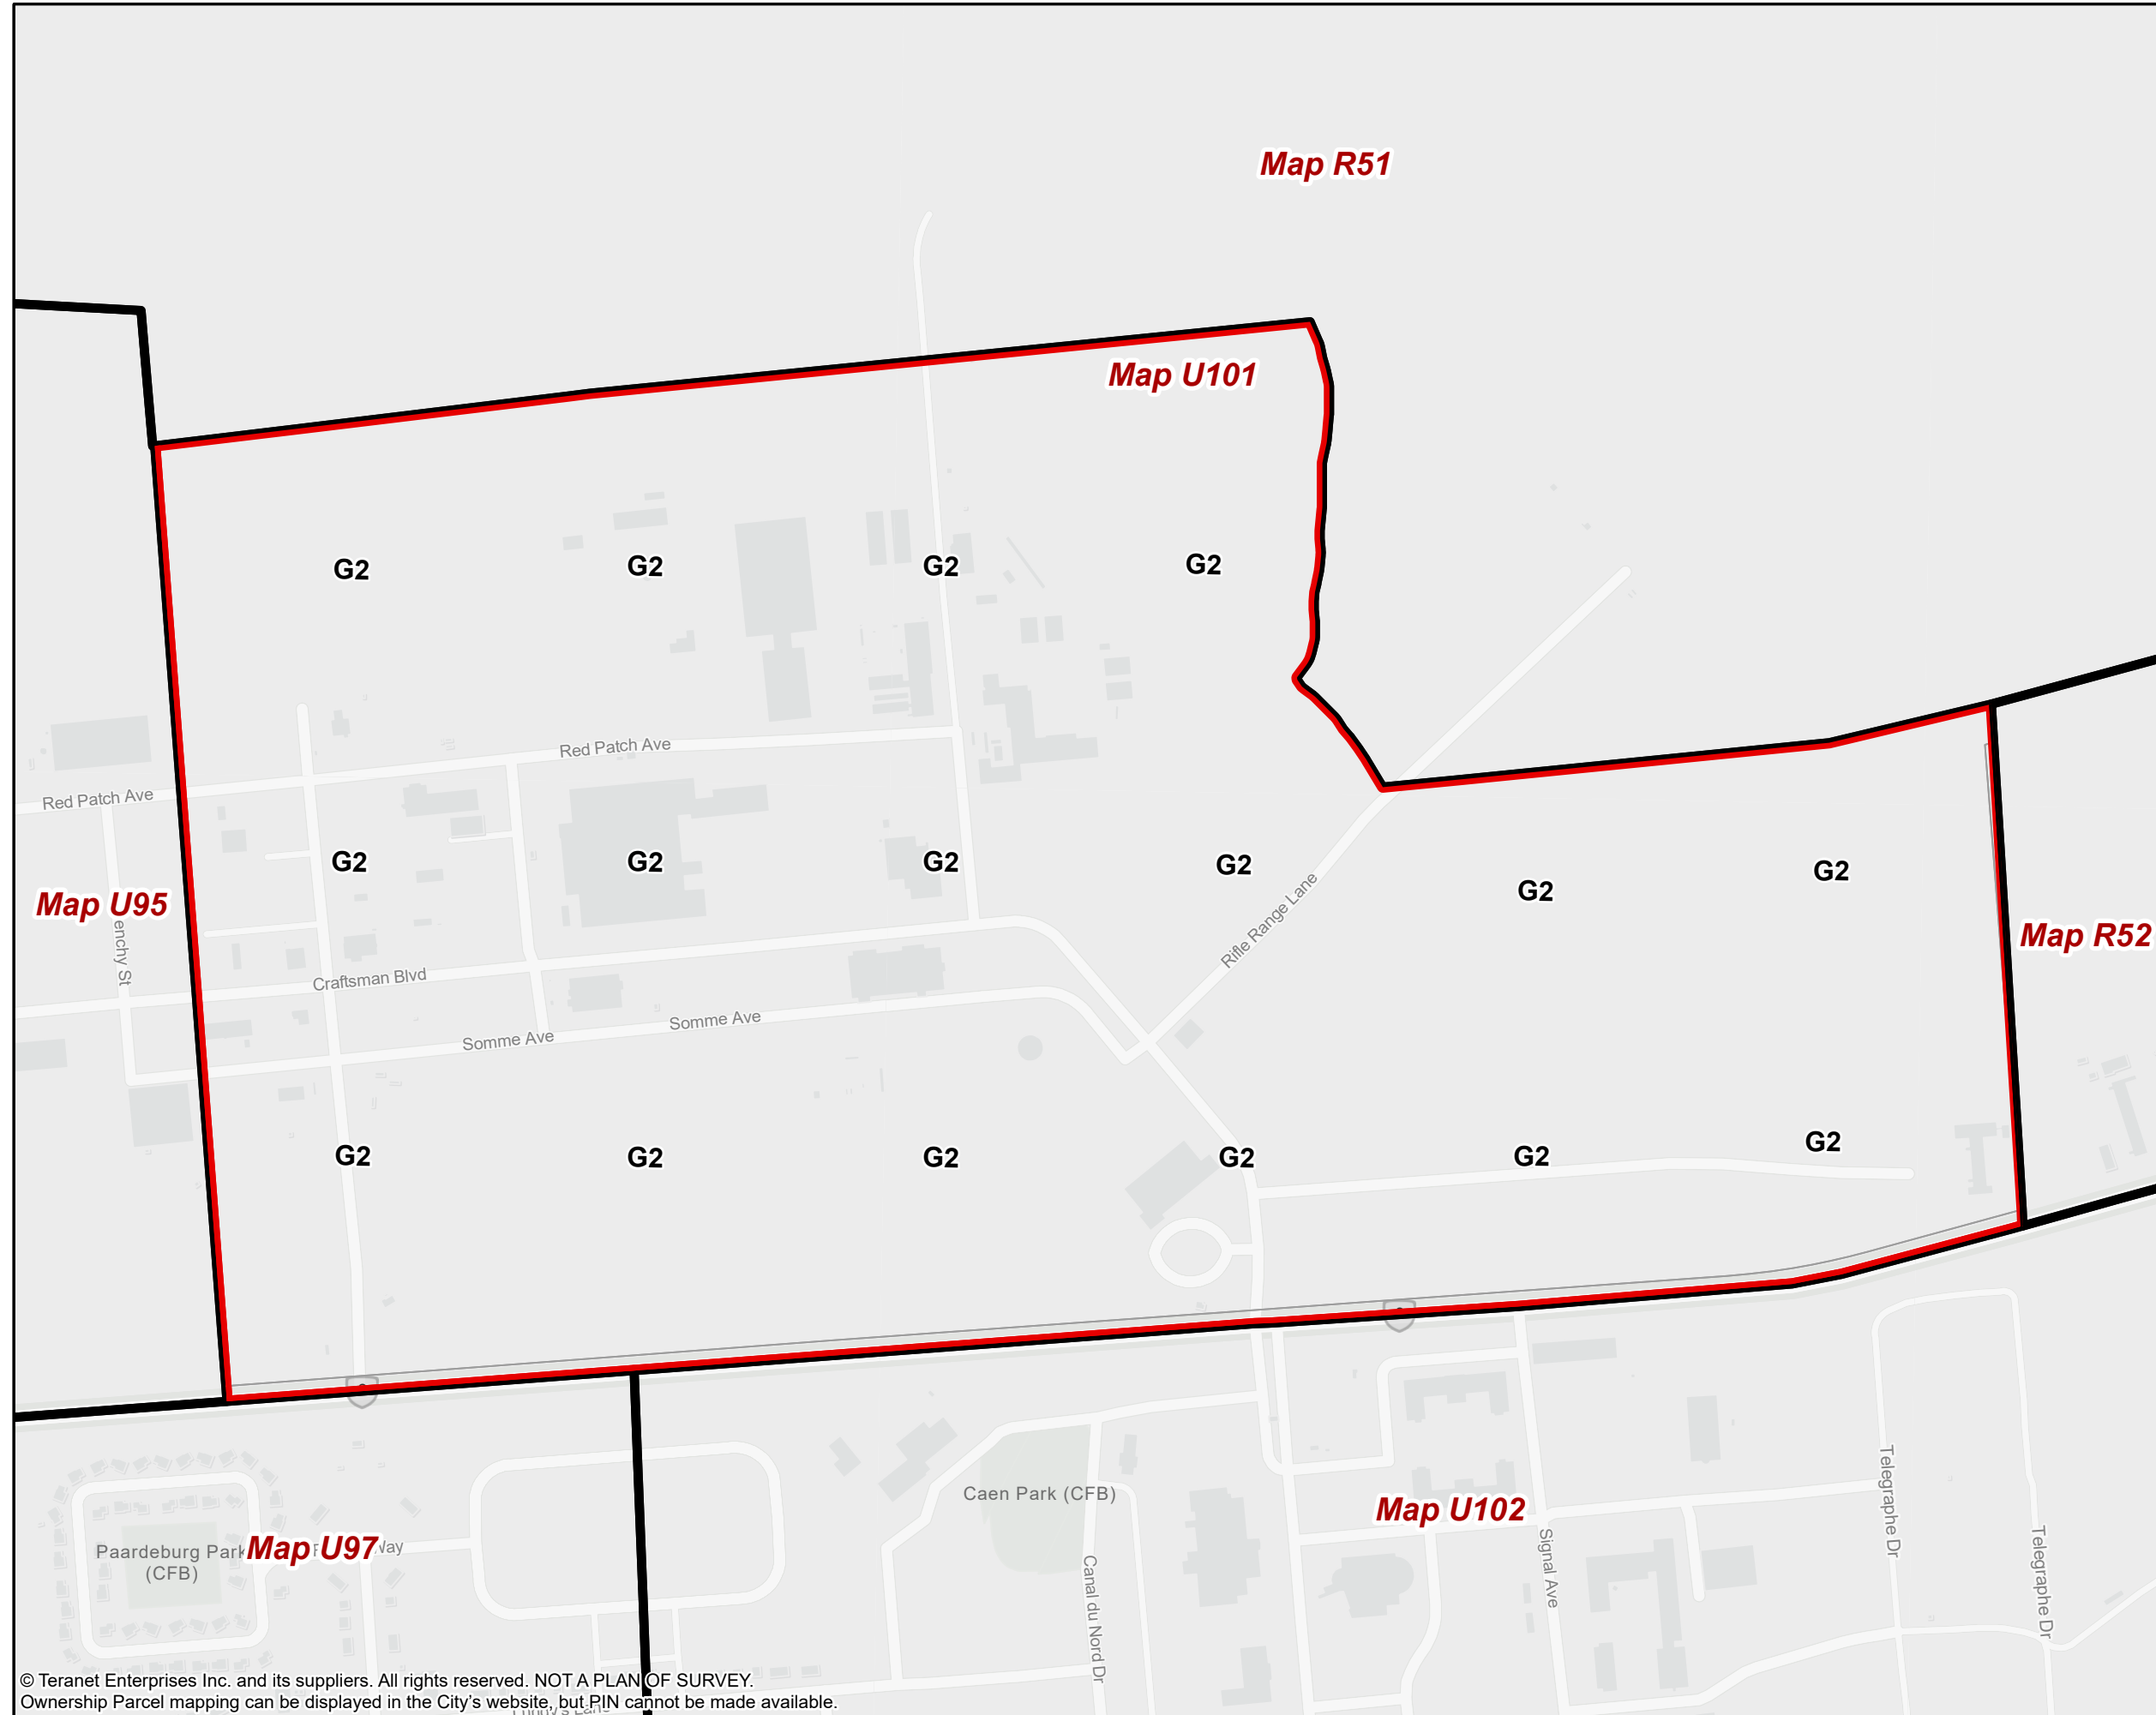 Map R51
Map U101
G2
G2
G2
G2
Red Patch Ave
Red Patch Ave
G2
G2
G2
G2
G2
G2
Map U95
enchy St
Rifle Range Lane
Map R52
Craftsman Blvd
Somme Ave
Somme Ave
G2
G2
G2
G2
G2
G2
Caen Park (CFB)
Map U102
Telegraphe Dr
Telegraphe Dr
Signal Ave
Canal du Nord Dr
Paardeburg Park
(CFB)
Map U97
Way
© Teranet Enterprises Inc. and its suppliers. All rights reserved. NOT A PLAN OF SURVEY.
Ownership Parcel mapping can be displayed in the City's website, but PIN cannot be made available.